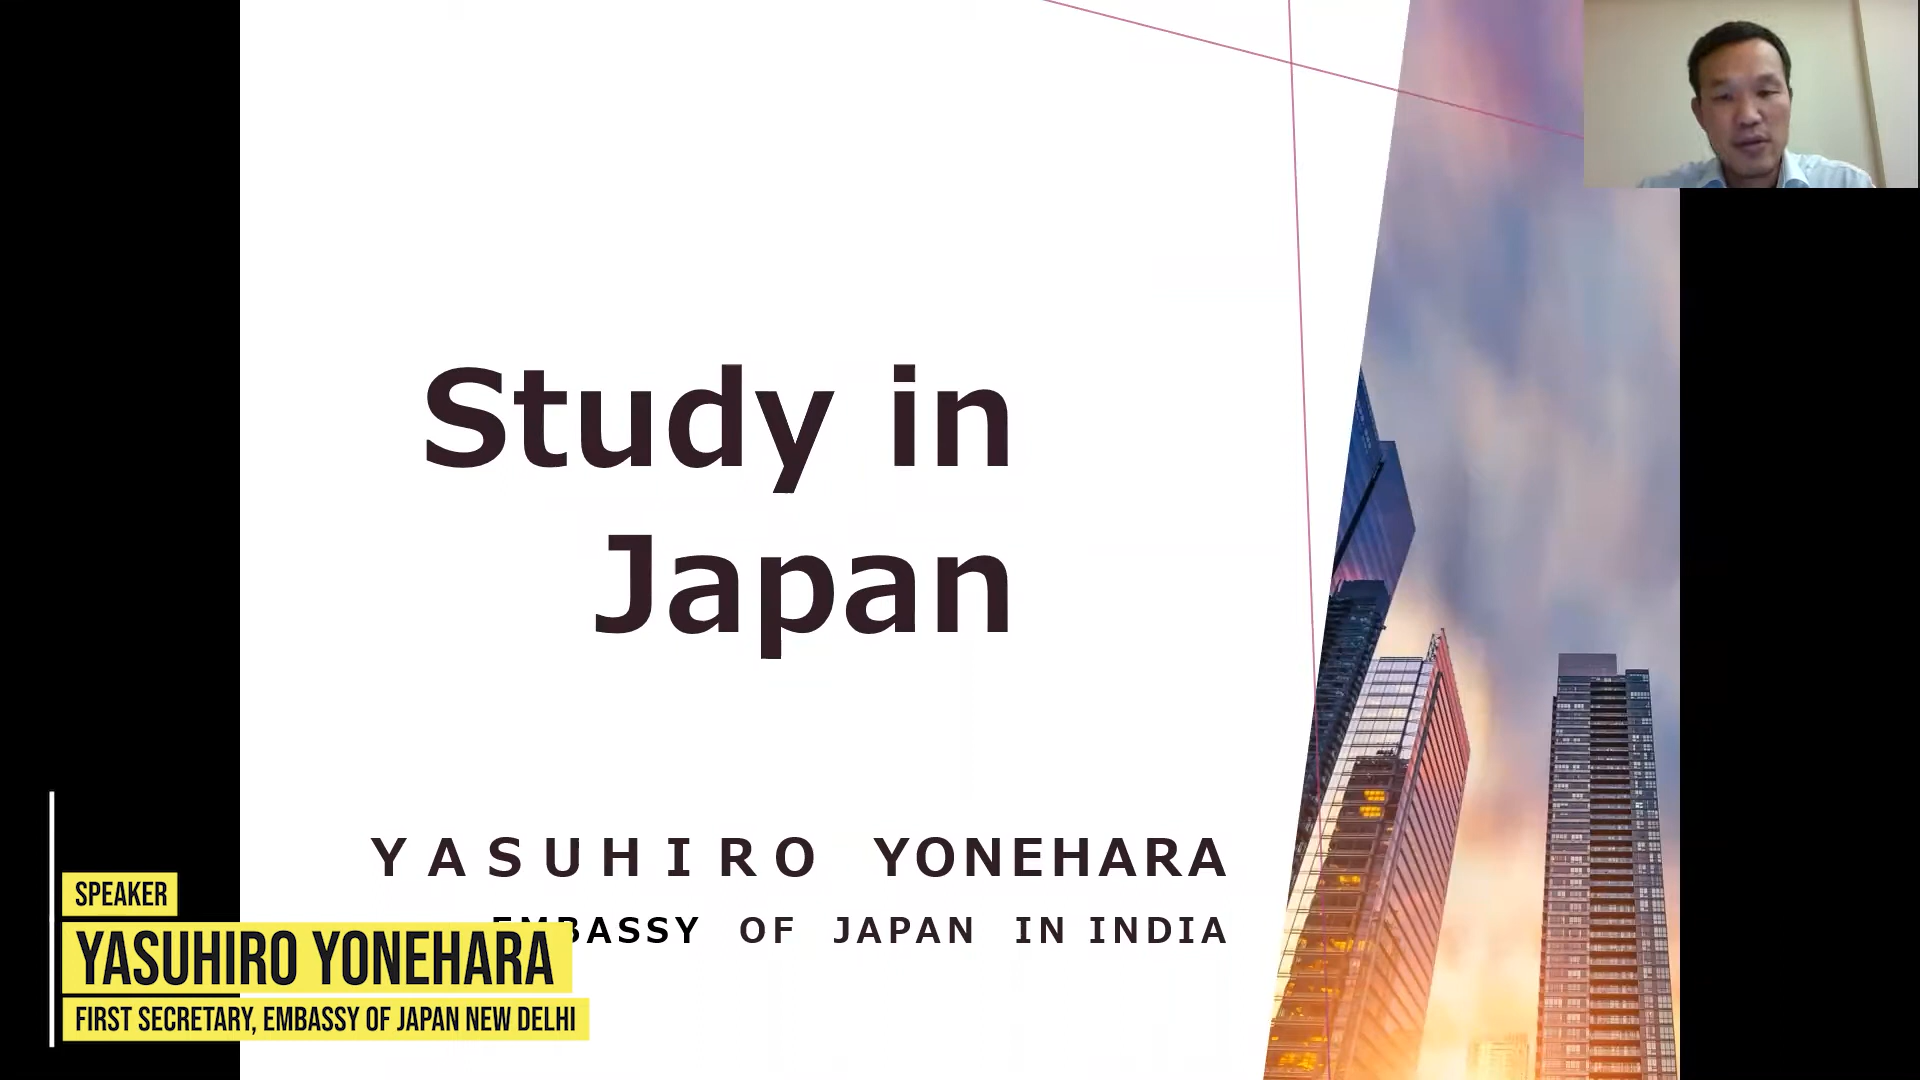 Study in
Japan
YASUHIRO YONEHARA
EMBASSY OF JAPAN IN INDIA
SPEAKER
YASUHIRO YONEHARA
FIRST SECRETARY, EMBASSY OF JAPAN NEW DELHI